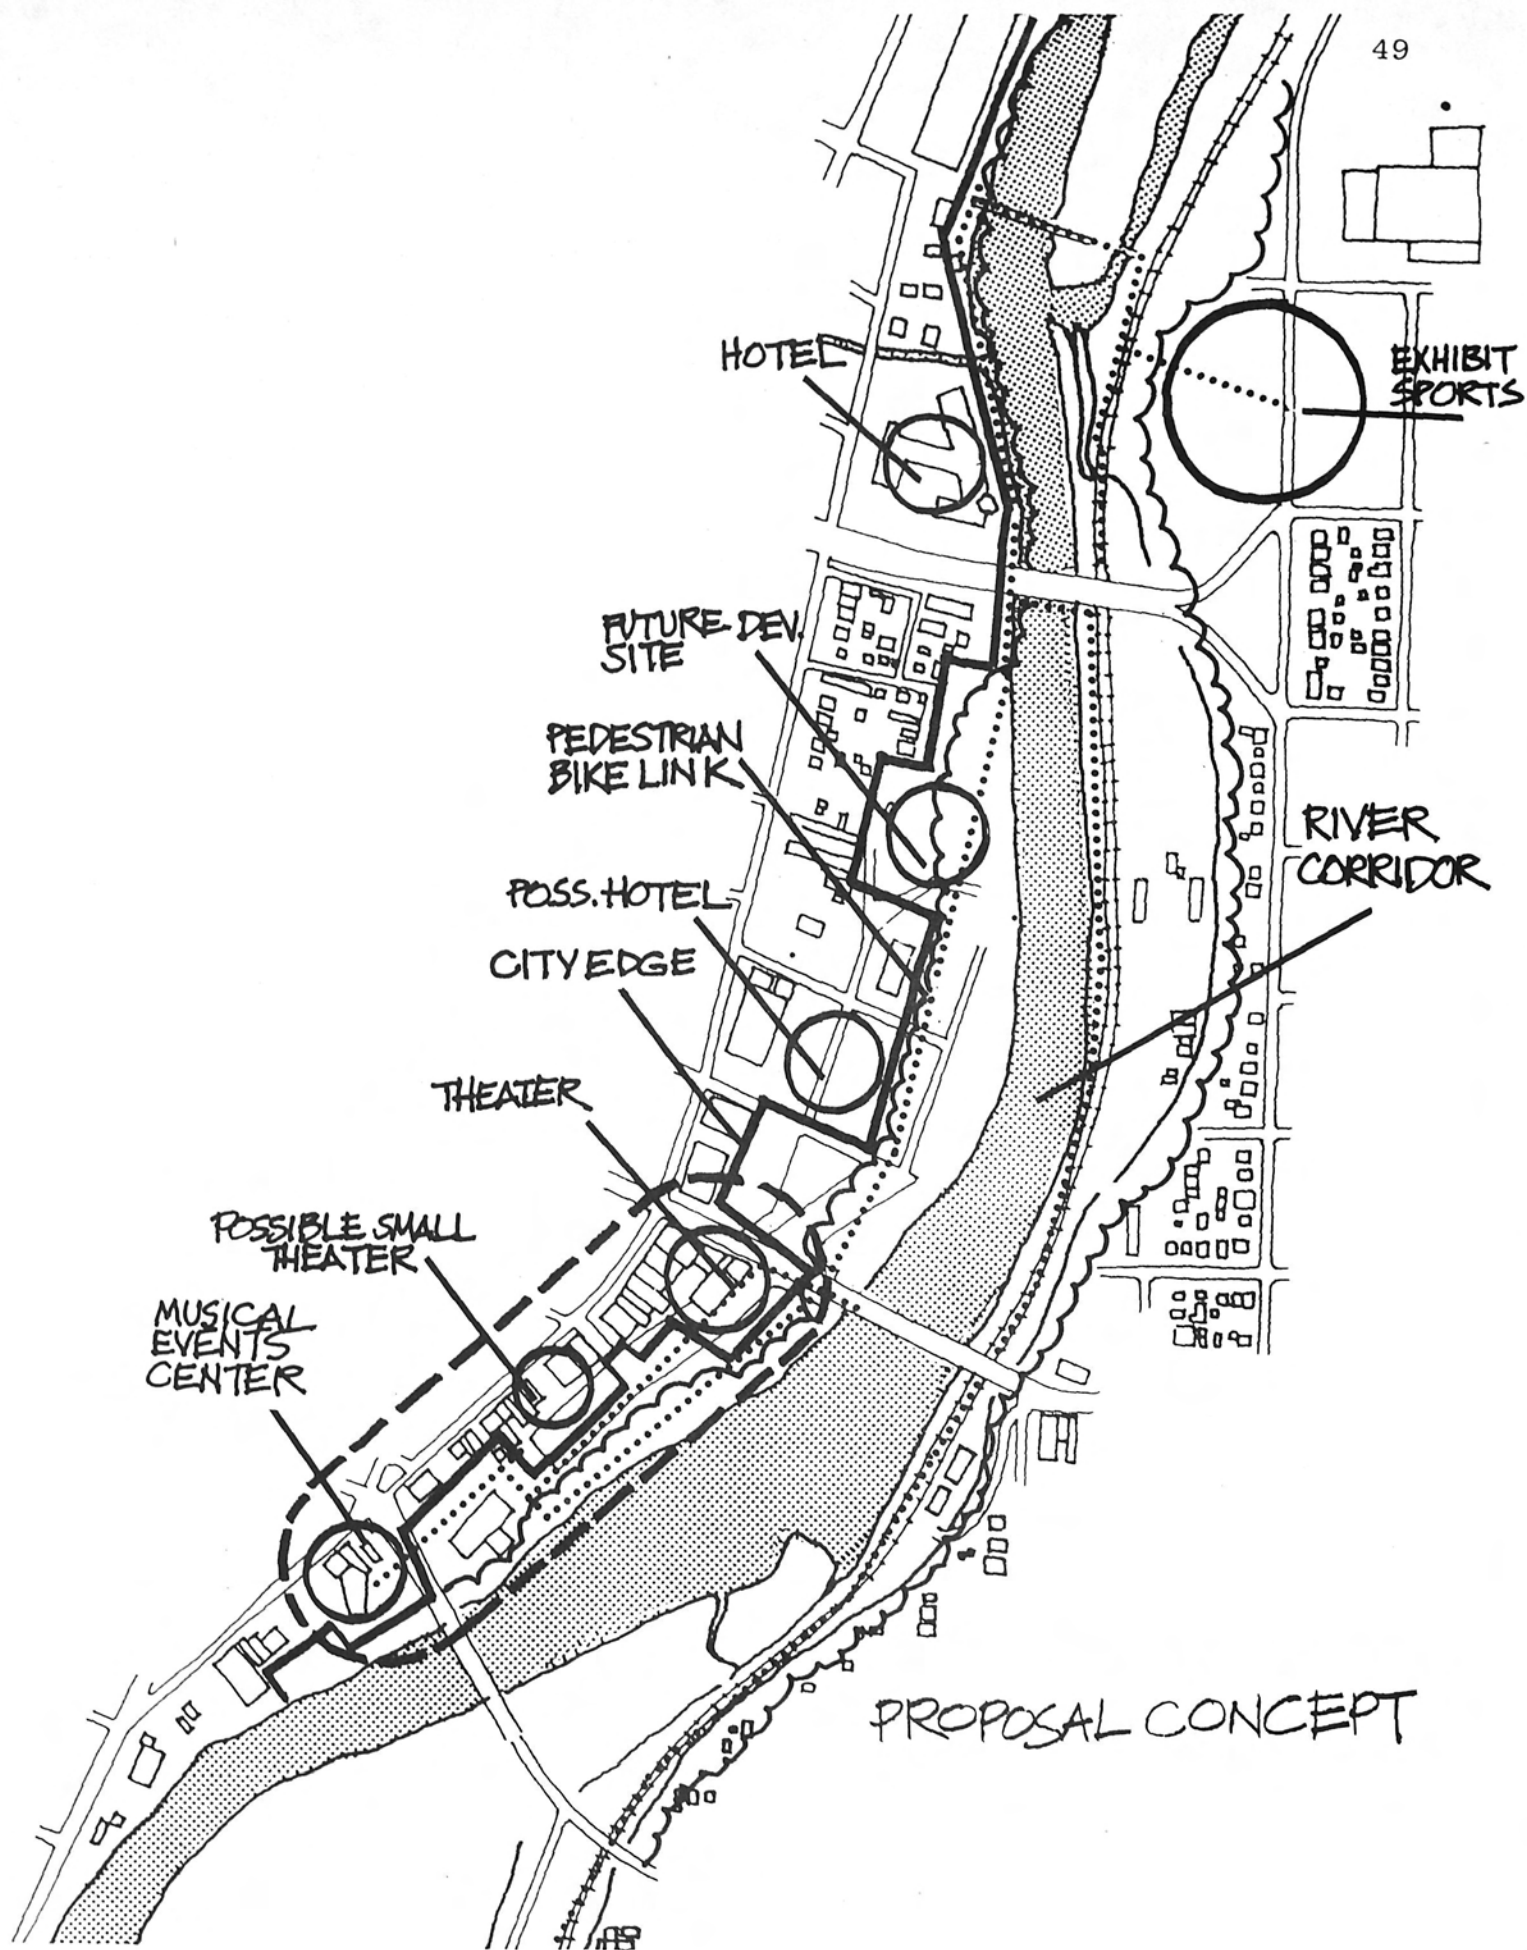 49
HOTEL
EXHIBIT
SPORTS
FUTURE DEV.
SITE
PEDESTRIAN
BIKE LINK
RIVER
CORRIDOR
POSS. HOTEL
CITY EDGE
THEATER
POSSIBLE SMALL
THEATER
MUSICAL
EVENTS
CENTER
PROPOSAL CONCEPT